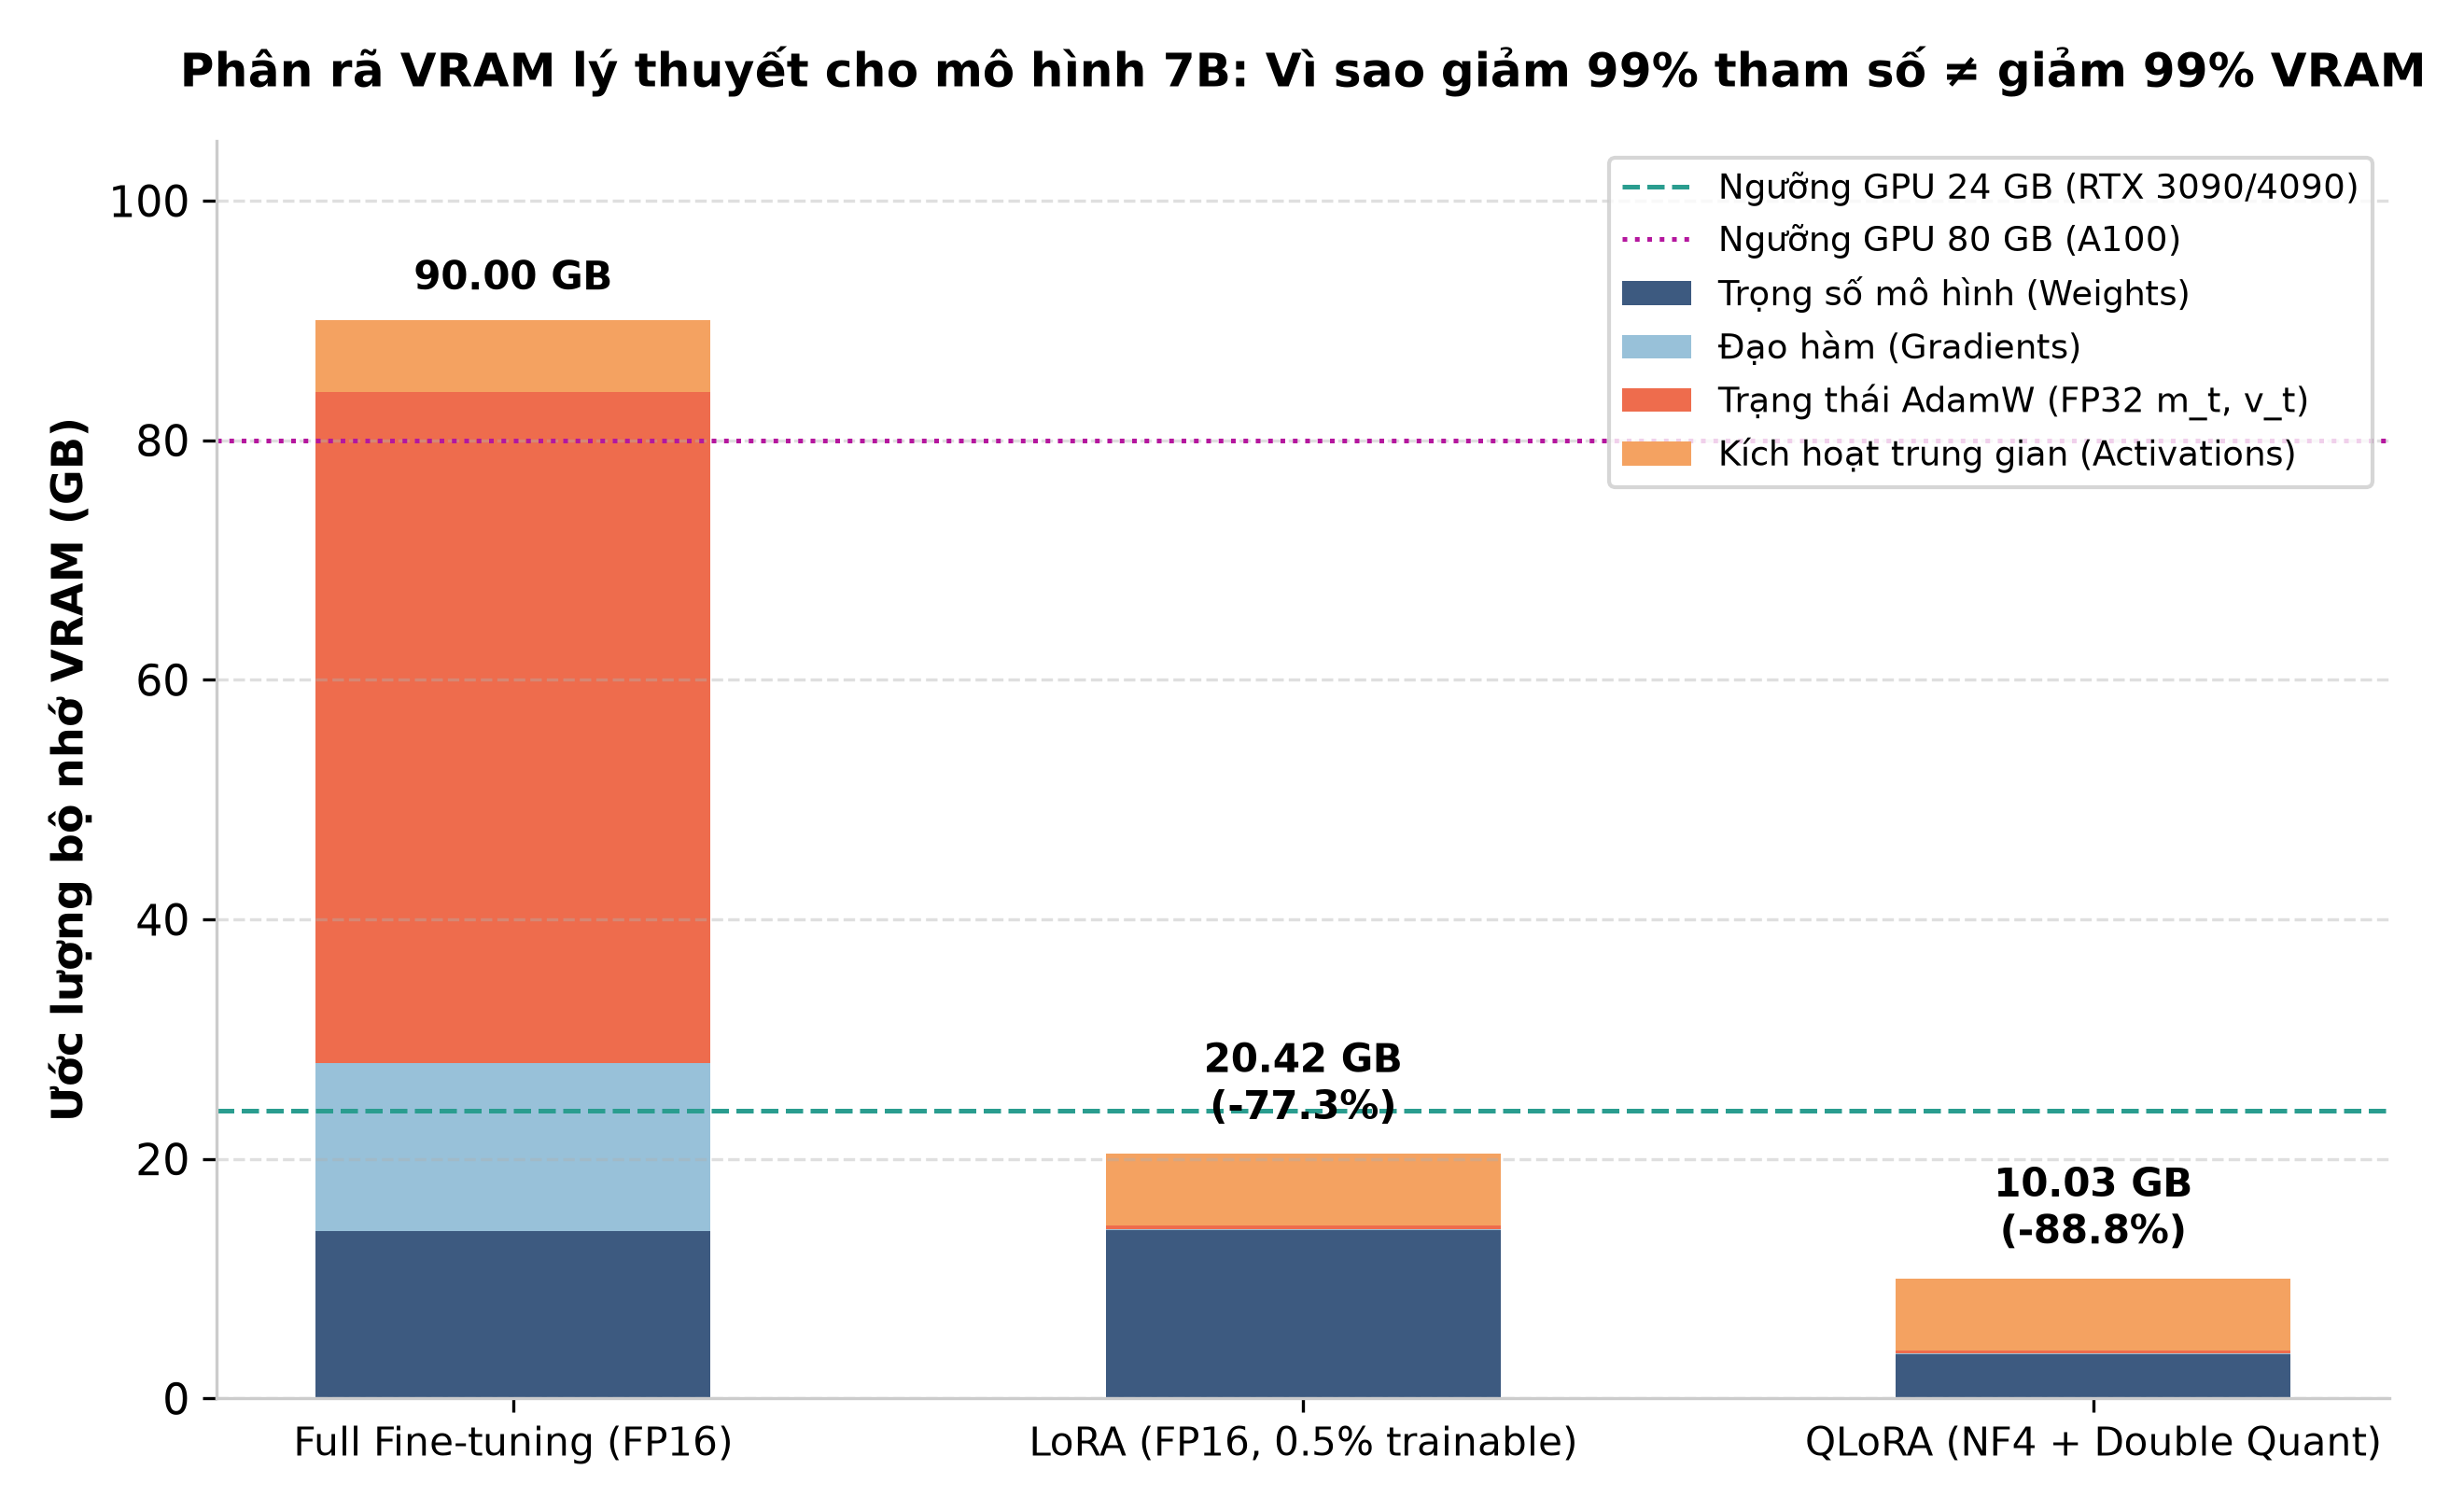 Phân rã VRAM lý thuyết cho mô hình 7B: Vì sao giảm 99% tham số ≠ giảm 99% VRAM
Ước lượng bộ nhớ VRAM (GB)
100
80
60
40
20
0
Ngưỡng GPU 24 GB (RTX 3090/4090)
Ngưỡng GPU 80 GB (A100)
Trọng số mô hình (Weights)
Đạo hàm (Gradients)
Trạng thái AdamW (FP32 m_t, v_t)
Kích hoạt trung gian (Activations)
90.00 GB
20.42 GB
(-77.3%)
10.03 GB
(-88.8%)
Full Fine-tuning (FP16)
LoRA (FP16, 0.5% trainable)
QLoRA (NF4 + Double Quant)